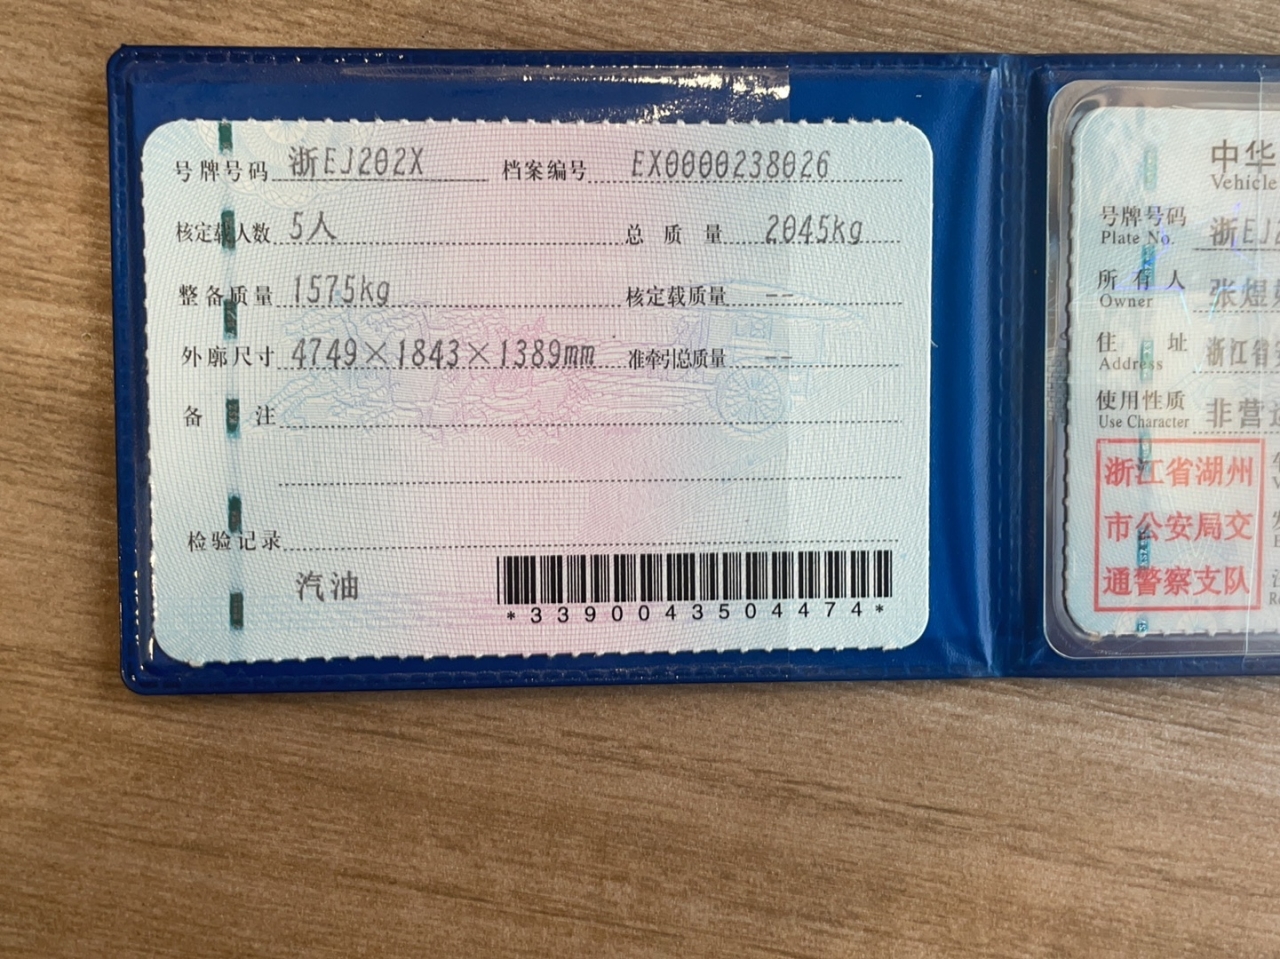 号牌号码 浙EJ202X 档案编号 EX0000238026
核定载人数 5人 总质量 2045kg
整备质量 1575kg 核定载质量 --
外廓尺寸 4749×1843×1389mm 准牵引总质量 --
备注
检验记录
汽油
*3390043504474*
中华
Vehicle
号牌号码 浙EJ2
Plate No.
所有人 张煜
Owner
住址 浙江省
Address
使用性质 非营
Use Character
浙江省湖州
市公安局交
通警察支队